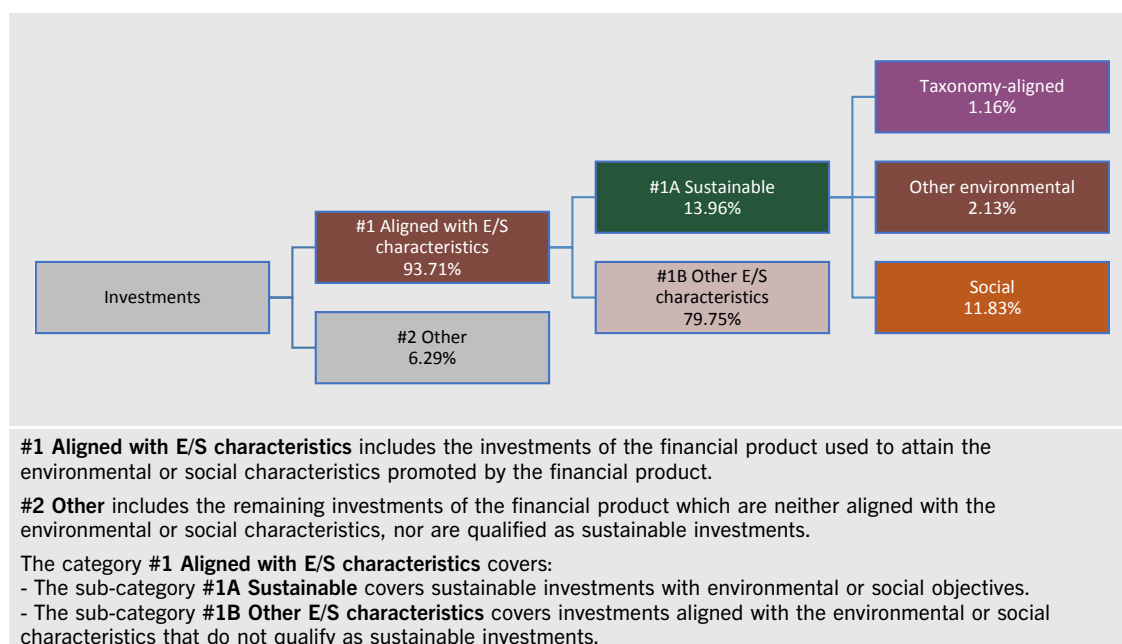 Taxonomy-aligned
1.16%
#1A Sustainable
13.96%
Other environmental
2.13%
#1 Aligned with E/S
characteristics
93.71%
Investments
#1B Other E/S
characteristics
79.75%
Social
11.83%
#2 Other
6.29%
#1 Aligned with E/S characteristics includes the investments of the financial product used to attain the
environmental or social characteristics promoted by the financial product.
#2 Other includes the remaining investments of the financial product which are neither aligned with the
environmental or social characteristics, nor are qualified as sustainable investments.
The category #1 Aligned with E/S characteristics covers:
- The sub-category #1A Sustainable covers sustainable investments with environmental or social objectives.
- The sub-category #1B Other E/S characteristics covers investments aligned with the environmental or social
characteristics that do not qualify as sustainable investments.